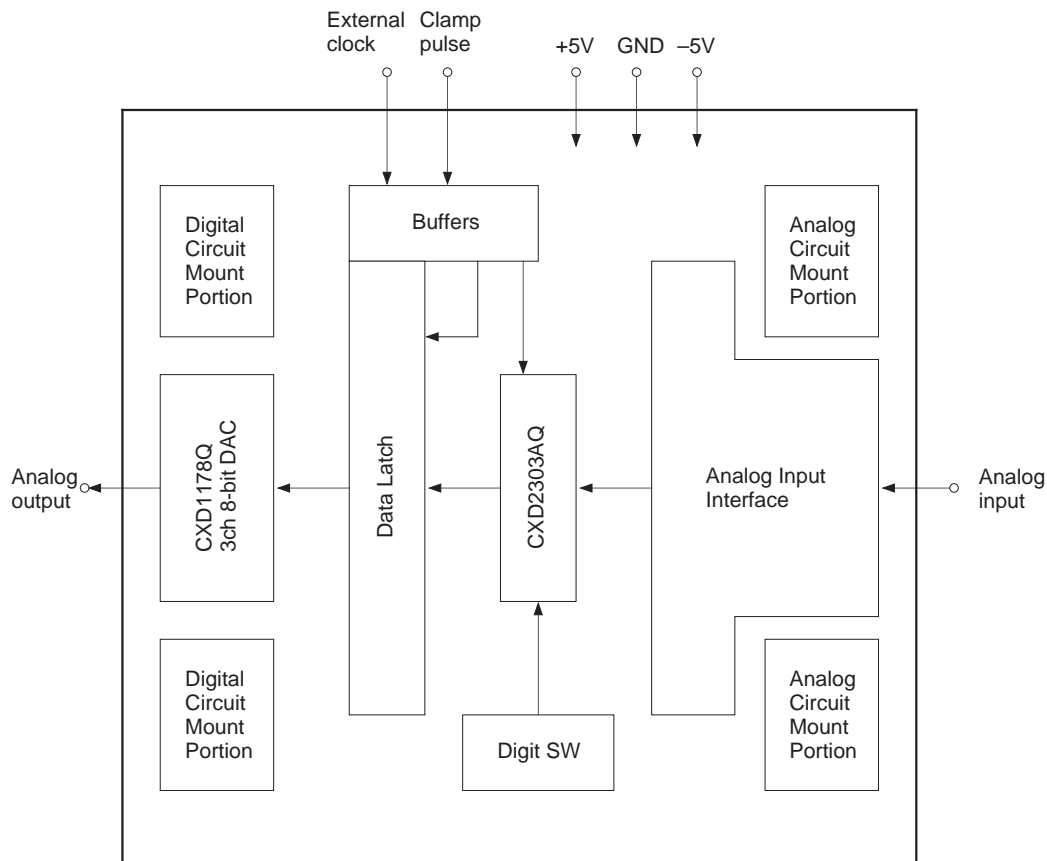 External
clock
Clamp
pulse
+5V
GND
–5V
Digital
Circuit
Mount
Portion
Buffers
Analog
Circuit
Mount
Portion
Analog
output
CXD1178Q
3ch 8-bit DAC
Data Latch
CXD2303AQ
Analog Input
Interface
Analog
input
Digital
Circuit
Mount
Portion
Digit SW
Analog
Circuit
Mount
Portion